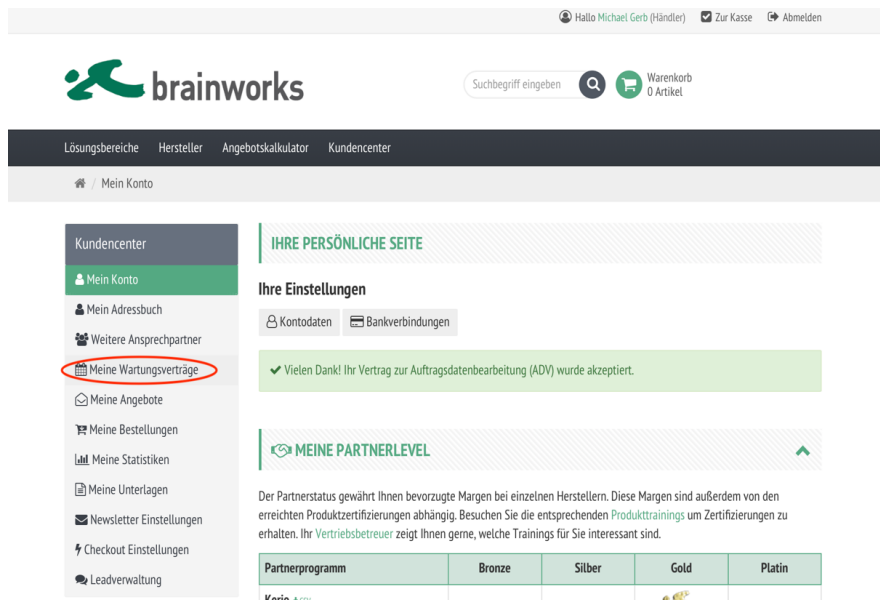 Hallo Michael Gerb (Händler) Zur Kasse Abmelden
brainworks
Suchbegriff eingeben
Warenkorb
0 Artikel
Lösungsbereiche Hersteller Angebotskalkulator Kundencenter
/ Mein Konto
Kundencenter
Mein Konto
Mein Adressbuch
Weitere Ansprechpartner
Meine Wartungsverträge
Meine Angebote
Meine Bestellungen
Meine Statistiken
Meine Unterlagen
Newsletter Einstellungen
Checkout Einstellungen
Leadverwaltung
IHRE PERSÖNLICHE SEITE
Ihre Einstellungen
Kontodaten Bankverbindungen
Vielen Dank! Ihr Vertrag zur Auftragsdatenbearbeitung (ADV) wurde akzeptiert.
MEINE PARTNERLEVEL
Der Partnerstatus gewährt Ihnen bevorzugte Margen bei einzelnen Herstellern. Diese Margen sind außerdem von den
erreichten Produktzertifizierungen abhängig. Besuchen Sie die entsprechenden Produkttrainings um Zertifizierungen zu
erhalten. Ihr Vertriebsbetreuer zeigt Ihnen gerne, welche Trainings für Sie interessant sind.
Partnerprogramm Bronze Silber Gold Platin
Kerio